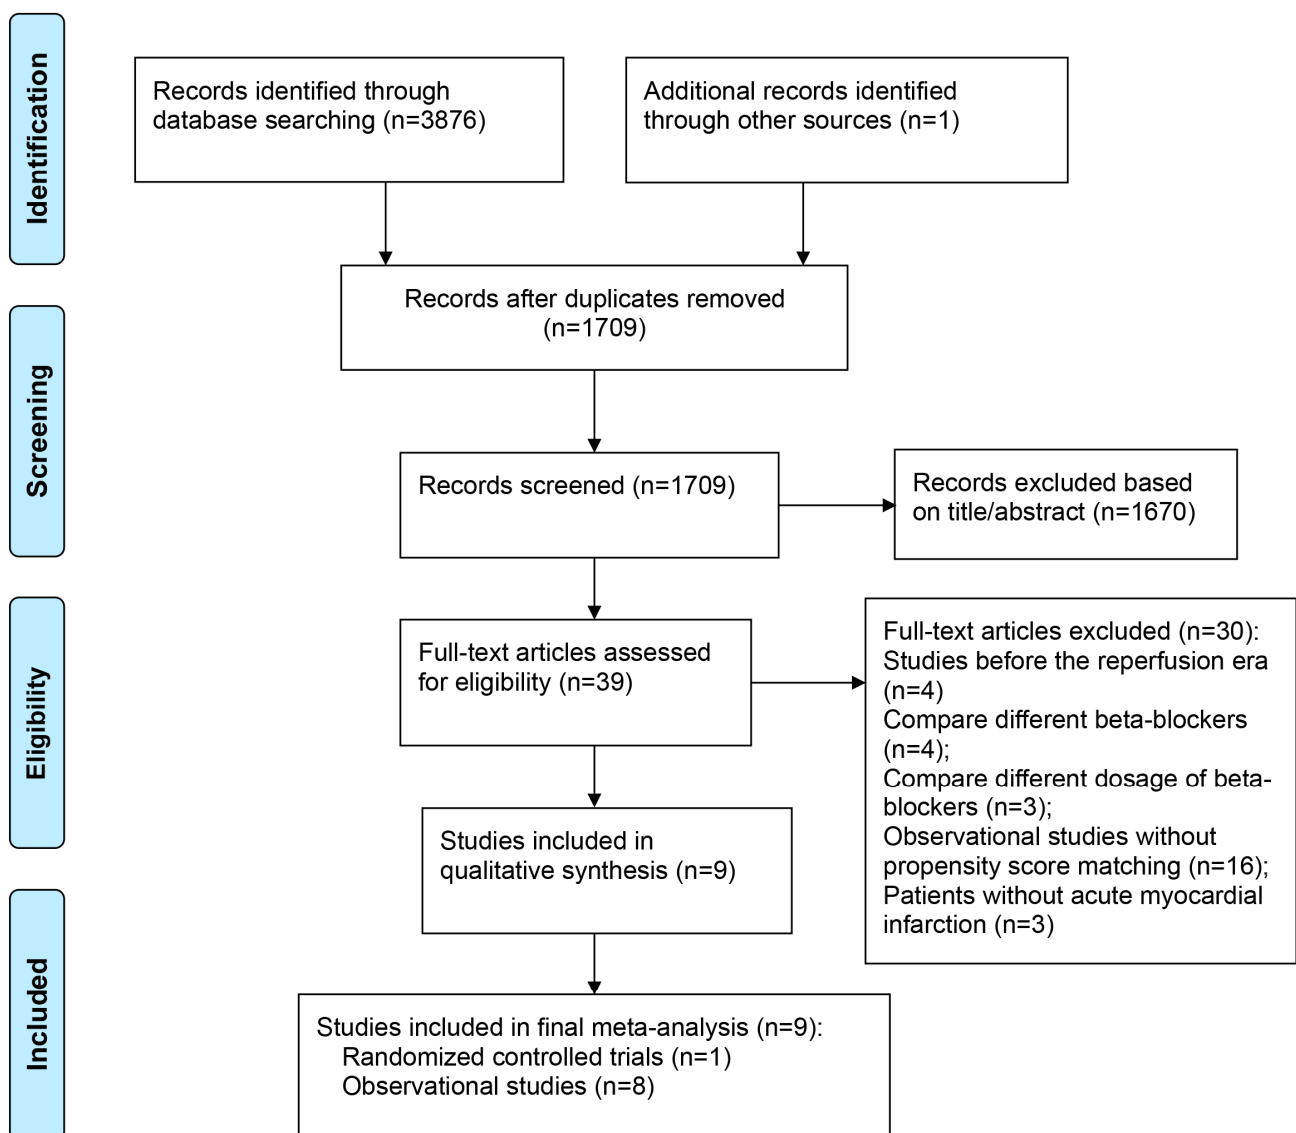 Identification
Records identified through
database searching (n=3876)
Additional records identified
through other sources (n=1)
Records after duplicates removed
(n=1709)
Screening
Records screened (n=1709)
Records excluded based
on title/abstract (n=1670)
Eligibility
Full-text articles assessed
for eligibility (n=39)
Full-text articles excluded (n=30):
Studies before the reperfusion era
(n=4)
Compare different beta-blockers
(n=4);
Compare different dosage of beta-
blockers (n=3);
Observational studies without
propensity score matching (n=16);
Patients without acute myocardial
infarction (n=3)
Studies included in
qualitative synthesis (n=9)
Included
Studies included in final meta-analysis (n=9):
Randomized controlled trials (n=1)
Observational studies (n=8)